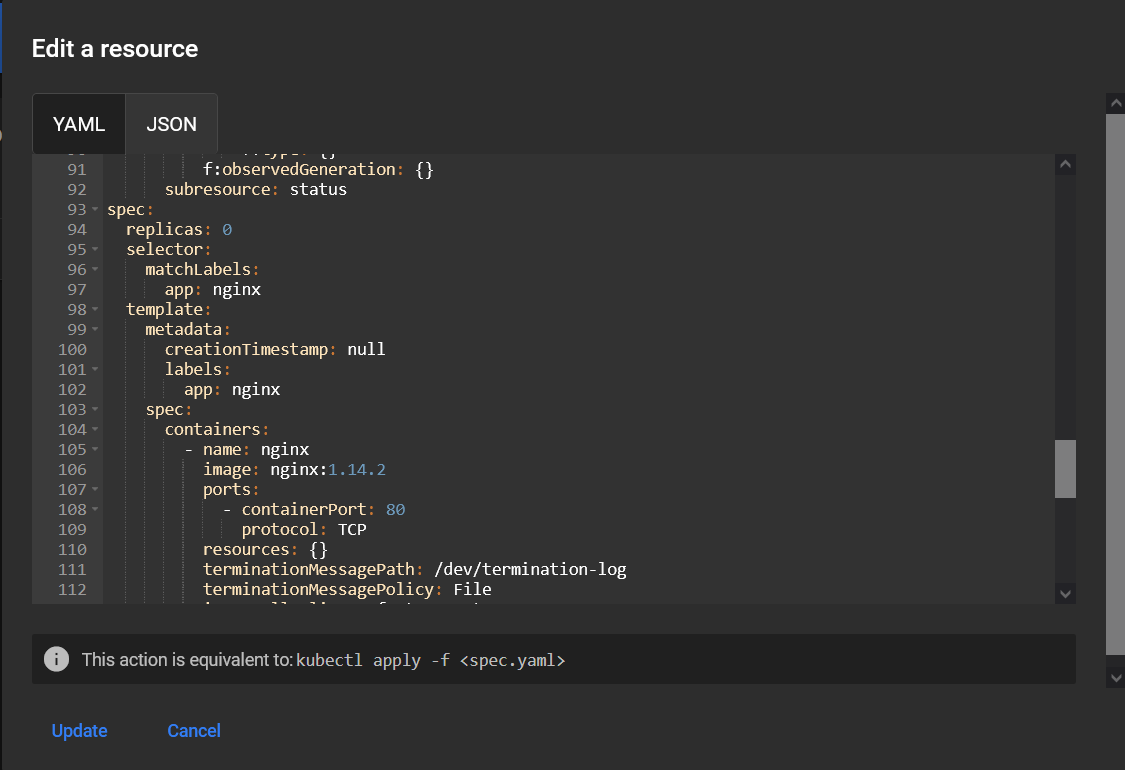 Edit a resource
YAML JSON
91 f:observedGeneration: {}
92 subresource: status
93 spec:
94 replicas: 0
95 selector:
96 matchLabels:
97 app: nginx
98 template:
99 metadata:
100 creationTimestamp: null
101 labels:
102 app: nginx
103 spec:
104 containers:
105 - name: nginx
106 image: nginx:1.14.2
107 ports:
108 - containerPort: 80
109 protocol: TCP
110 resources: {}
111 terminationMessagePath: /dev/termination-log
112 terminationMessagePolicy: File
This action is equivalent to: kubectl apply -f <spec.yaml>
Update Cancel